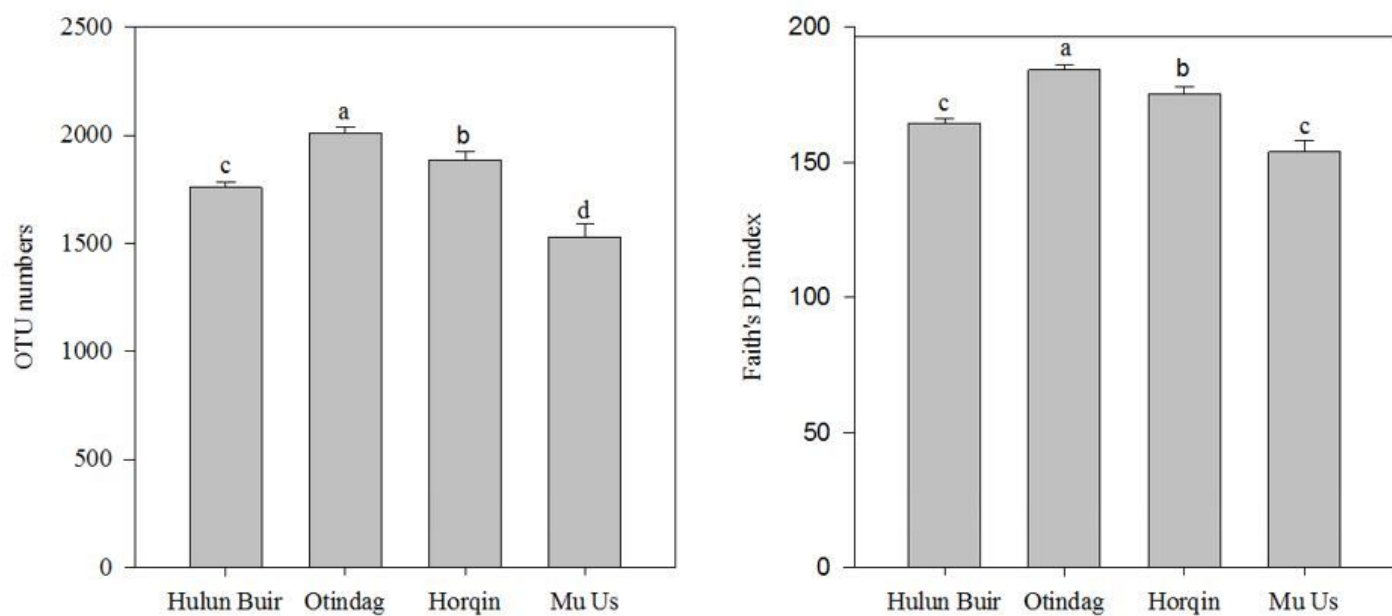 2500
2000
1500
1000
500
0
OTU numbers
c
a
b
d
Hulun Buir Otindag Horqin Mu Us
200
150
100
50
0
Faith's PD index
c
a
b
c
Hulun Buir Otindag Horqin Mu Us